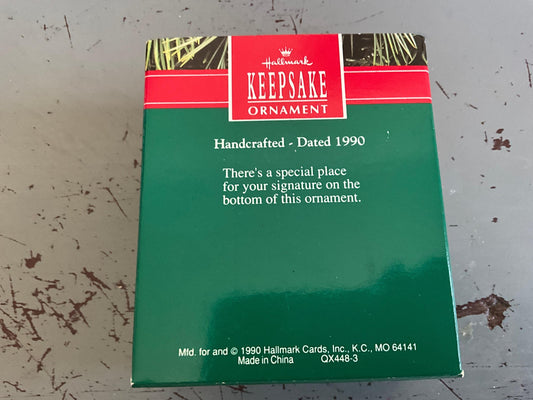 Hallmark
KEEPSAKE
ORNAMENT
Handcrafted - Dated 1990
There's a special place
for your signature on the
bottom of this ornament.
Mfd. for and © 1990 Hallmark Cards, Inc., K.C., MO 64141
Made in China QX448-3